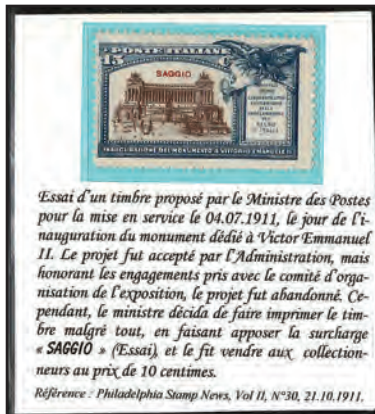 POSTE ITALIANE
15 C
SAGGIO
INAUGURAZIONE DEL MONUMENTO A VITTORIO EMANUELE II
Essai d'un timbre proposé par le Ministre des Postes
pour la mise en service le 04.07.1911, le jour de l'i-
nauguration du monument dédié à Victor Emmanuel
II. Le projet fut accepté par l'Administration, mais
honorant les engagements pris avec le comité d'orga-
nisation de l'exposition, le projet fut abandonné. Ce-
pendant, le ministre décida de faire imprimer le tim-
bre malgré tout, en faisant apposer la surcharge
« SAGGIO » (Essai), et le fit vendre aux collection-
neurs au prix de 10 centimes.
Référence : Philadelphia Stamp News, Vol II, N°30, 21.10.1911.